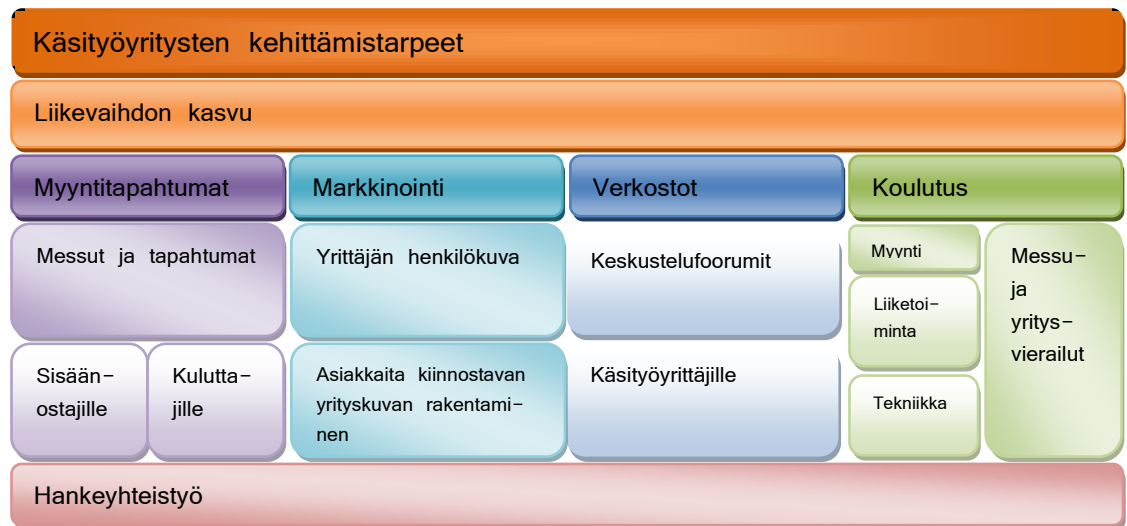 Käsityöyritysten kehittämistarpeet
Liikevaihdon kasvu
Myyntitapahtumat
Markkinointi
Verkostot
Koulutus
Messut ja tapahtumat
Sisään–
ostajille
Kulutta–
jille
Yrittäjän henkilökuva
Asiakkaita kiinnostavan
yrityskuvan rakentami–
nen
Keskustelufoorumit
Käsityöyrittäjille
Myynti
Liiketoi–
minta
Tekniikka
Messu–
ja
yritys–
vierailut
Hankeyhteistyö